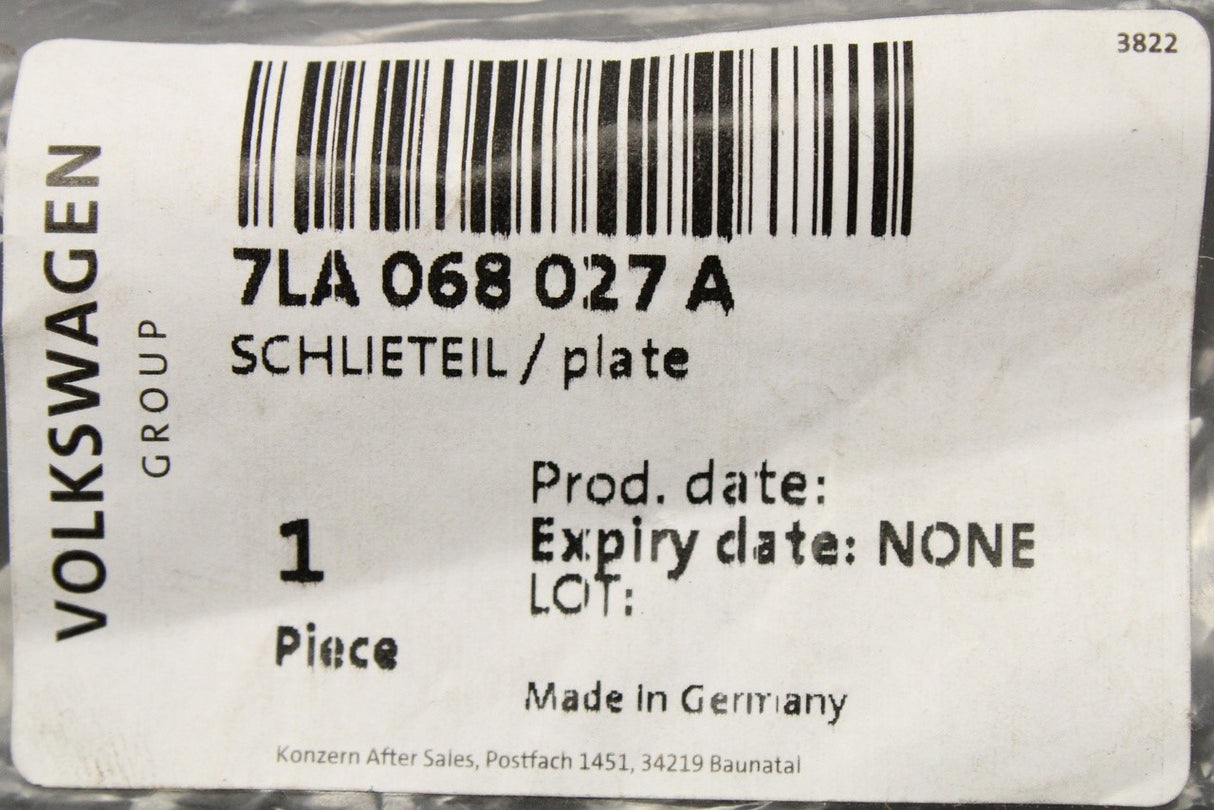 3822
VOLKSWAGEN
GROUP
7LA 068 027 A
SCHLIETEIL / plate
Prod. date:
Expiry date: NONE
LOT:
1
Piece
Made in Germany
Konzern After Sales, Postfach 1451, 34219 Baunatal